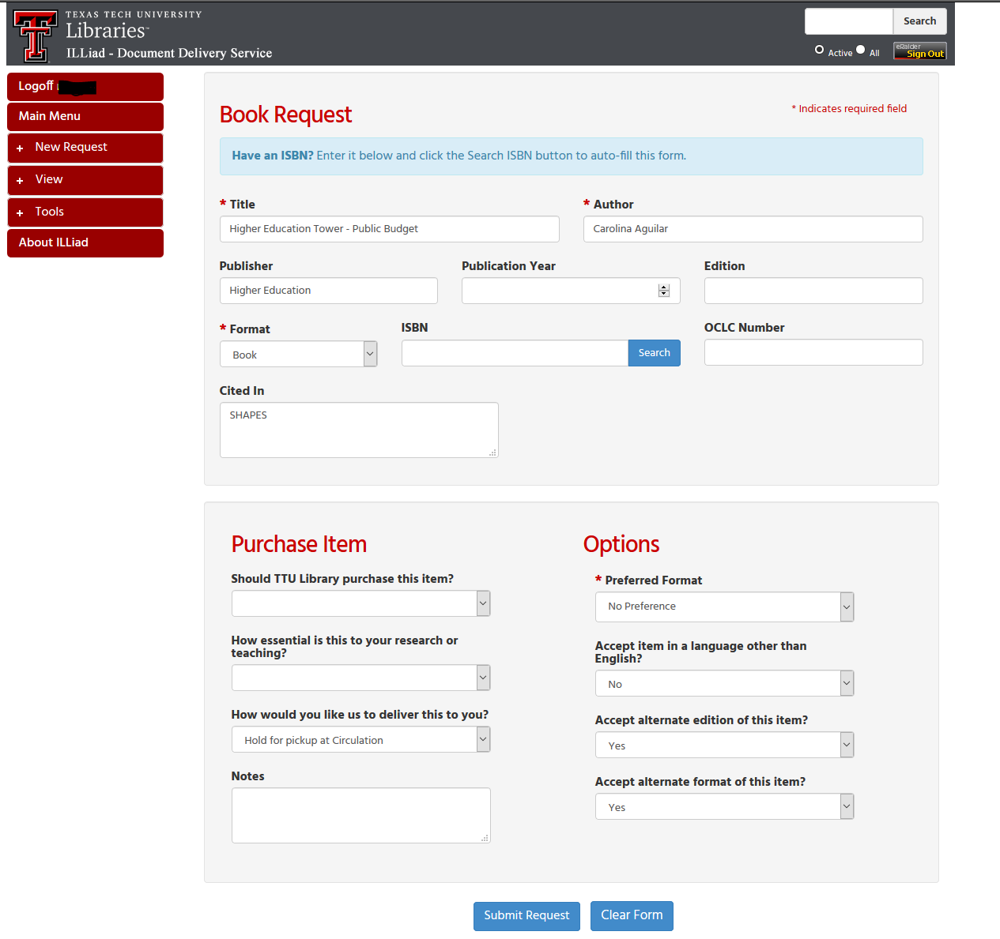 TEXAS TECH UNIVERSITY
Libraries™
ILLiad - Document Delivery Service
Search
Active All
eRaider
Sign Out
Logoff
Main Menu
+ New Request
+ View
+ Tools
About ILLiad
Book Request
* Indicates required field
Have an ISBN? Enter it below and click the Search ISBN button to auto-fill this form.
* Title
Higher Education Tower - Public Budget
* Author
Carolina Aguilar
Publisher
Higher Education
Publication Year
Edition
* Format
Book
ISBN
Search
OCLC Number
Cited In
SHAPES
Purchase Item
Should TTU Library purchase this item?
How essential is this to your research or
teaching?
How would you like us to deliver this to you?
Hold for pickup at Circulation
Notes
Options
* Preferred Format
No Preference
Accept item in a language other than
English?
No
Accept alternate edition of this item?
Yes
Accept alternate format of this item?
Yes
Submit Request
Clear Form